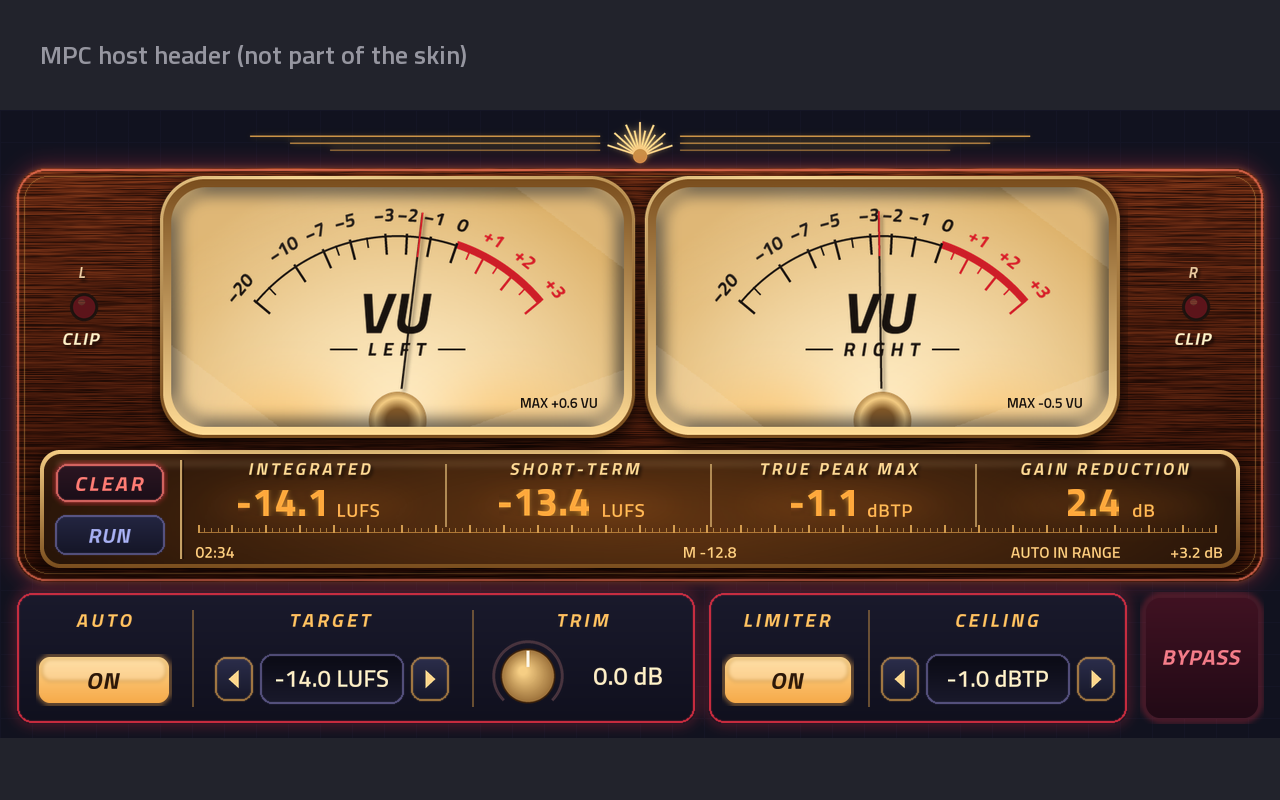 MPC host header (not part of the skin)
-20 -10 -7 -5 -3 -2 -1 0 +1 +2 +3
VU
LEFT
MAX +0.6 VU
-20 -10 -7 -5 -3 -2 -1 0 +1 +2 +3
VU
RIGHT
MAX -0.5 VU
L
CLIP
R
CLIP
CLEAR
RUN
INTEGRATED
-14.1 LUFS
SHORT-TERM
-13.4 LUFS
TRUE PEAK MAX
-1.1 dBTP
GAIN REDUCTION
2.4 dB
02:34
M -12.8
AUTO IN RANGE
+3.2 dB
AUTO
ON
TARGET
-14.0 LUFS
TRIM
0.0 dB
LIMITER
ON
CEILING
-1.0 dBTP
BYPASS